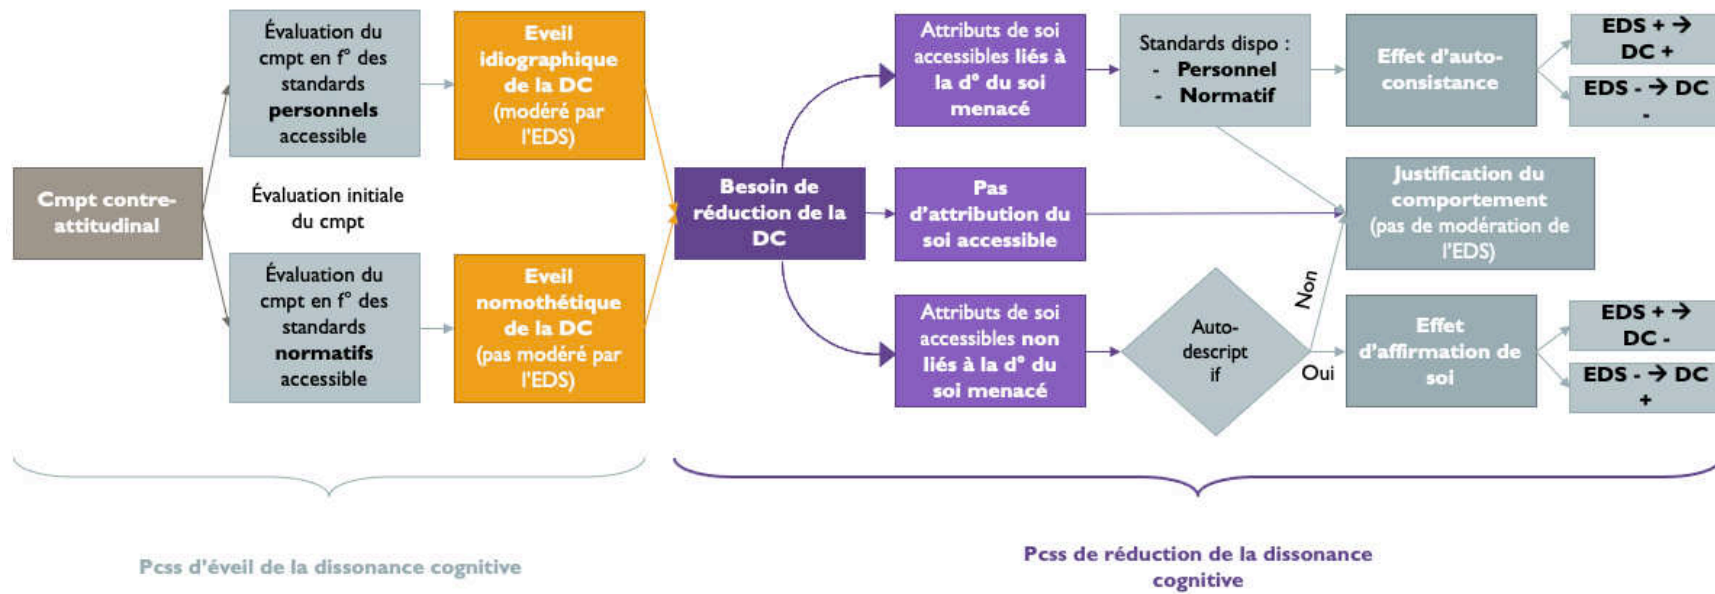 Cmpt contre-
attitudinal
Évaluation du
cmpt en f° des
standards
personnels
accessible
Évaluation initiale
du cmpt
Évaluation du
cmpt en f° des
standards
normatifs
accessible
Eveil
idiographique
de la DC
(modéré par
l'EDS)
Eveil
nomothétique
de la DC
(pas modéré par
l'EDS)
Besoin de
réduction de la
DC
Attributs de soi
accessibles liés à
la d° du soi
menacé
Pas
d'attribution du
soi accessible
Attributs de soi
accessibles non
liés à la d° du
soi menacé
Standards dispo :
- Personnel
- Normatif
Auto-
descript
if
Non
Oui
Effet d'auto-
consistance
Justification du
comportement
(pas de modération de
l'EDS)
Effet
d'affirmation de
soi
EDS + →
DC +
EDS - → DC
-
EDS + →
DC -
EDS - → DC
+
Pcss d'éveil de la dissonance cognitive
Pcss de réduction de la dissonance
cognitive